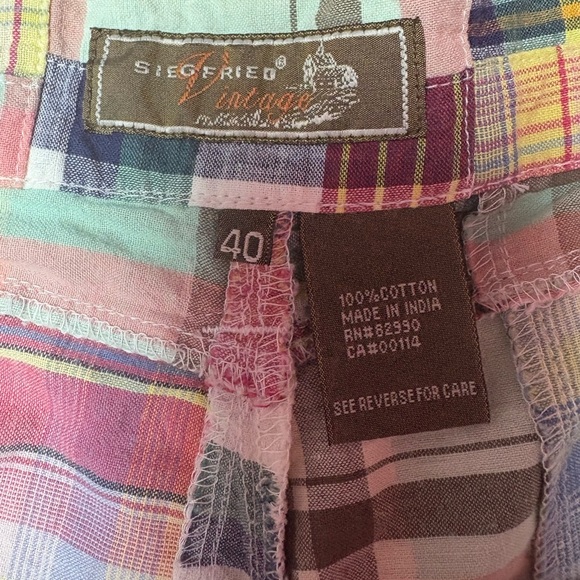 SIEGFRIED®
Vintage
40
100%COTTON
MADE IN INDIA
RN#82990
CA#00114
SEE REVERSE FOR CARE